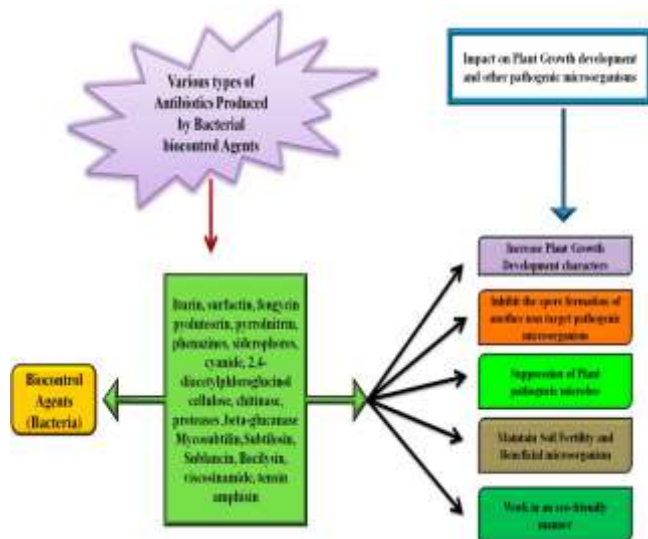 Various types of
Antibiotics Produced
by Bacterial
biocontrol Agents
Impact on Plant Growth development
and other pathogenic microorganisms
Biocontrol
Agents
(Bacteria)
Iturin, surfactin, fengycin
pyoluteorin, pyrrolnitrin,
phenazines, siderophores,
cyanide, 2,4-
diacetylphloroglucinol
cellulose, chitinase,
proteases, beta-glucanase
Mycosubtilin, Subtilosin,
Sublancin, Bacilysin,
viscosinamide, tensin
amphisin
Increase Plant Growth
Development characters
Inhibit the spore formation of
another non target pathogenic
microorganisms
Suppression of Plant
pathogenic microbes
Maintain Soil Fertility and
Beneficial microorganism
Work in an eco-friendly
manner